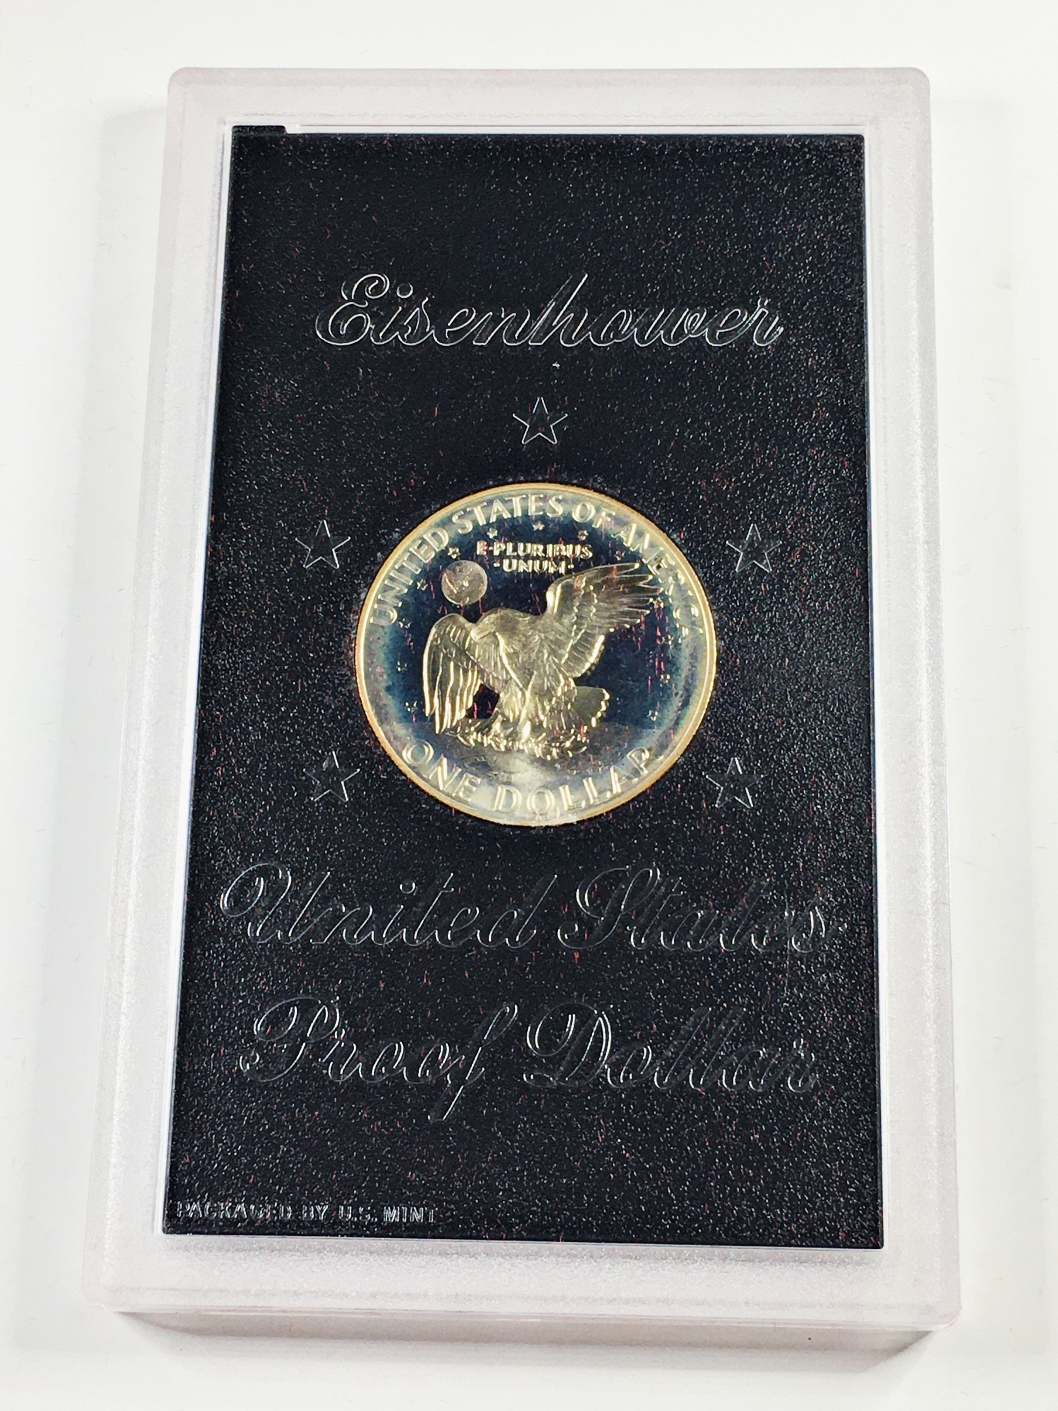 Eisenhower
UNITED STATES OF AMERICA
E·PLURIBUS
·UNUM·
ONE DOLLAR
United States
Proof Dollar
PACKAGED BY U.S. MINT